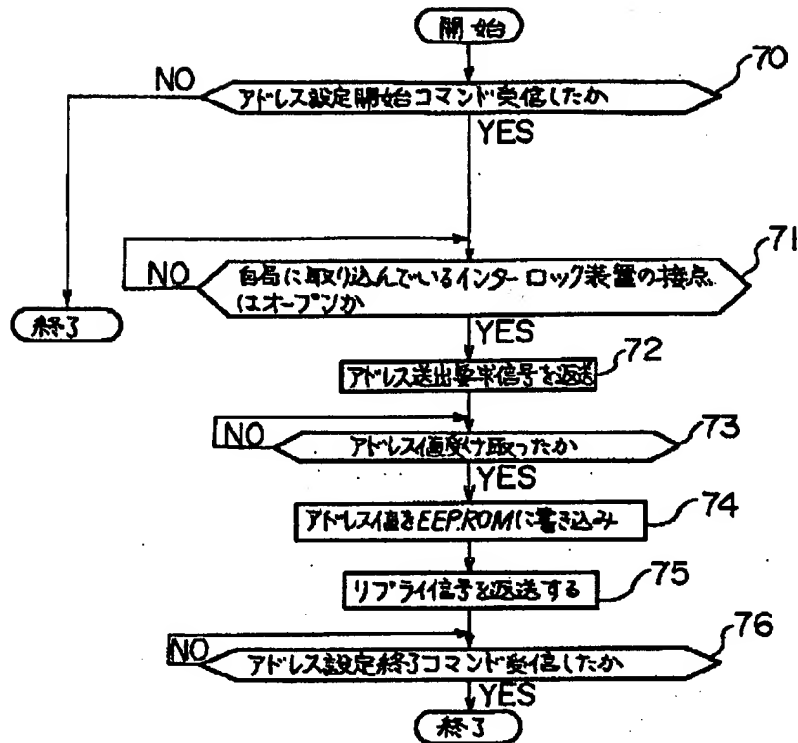 開始
70
NO
アドレス設定開始コマンド受信したか
YES
71
NO
自局に取り込んでいるインターロック装置の接点
はオープンか
終了
YES
72
アドレス送出要求信号を返送
NO
73
アドレス値受け取ったか
YES
74
アドレス値をEEPROMに書き込み
75
リプライ信号を返送する
76
NO
アドレス設定終了コマンド受信したか
YES
終了